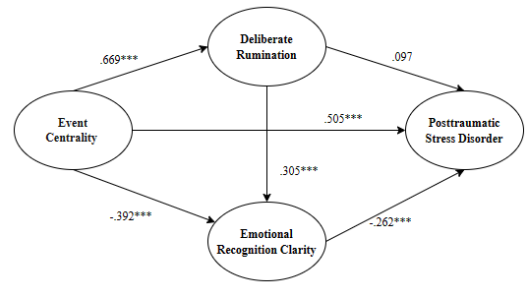 Deliberate
Rumination
.669***
.097
Event
Centrality
.505***
Posttraumatic
Stress Disorder
.305***
-.392***
-.262***
Emotional
Recognition Clarity